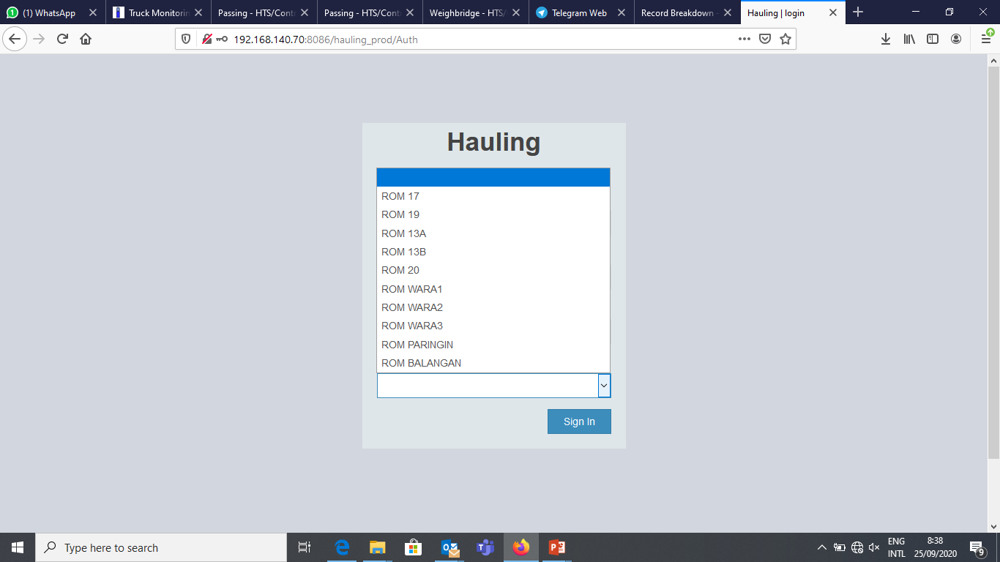 (1) WhatsApp
Truck Monitorin
Passing - HTS/Contr
Passing - HTS/Contr
Weighbridge - HTS/
Telegram Web
Record Breakdown -
Hauling | login
192.168.140.70:8086/hauling_prod/Auth
Hauling
ROM 17
ROM 19
ROM 13A
ROM 13B
ROM 20
ROM WARA1
ROM WARA2
ROM WARA3
ROM PARINGIN
ROM BALANGAN
Sign In
Type here to search
ENG
INTL
8:38
25/09/2020
9